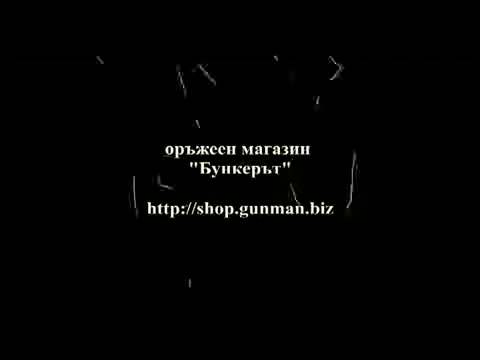 оръжеен магазин
"Бункерът"
http://shop.gunman.biz